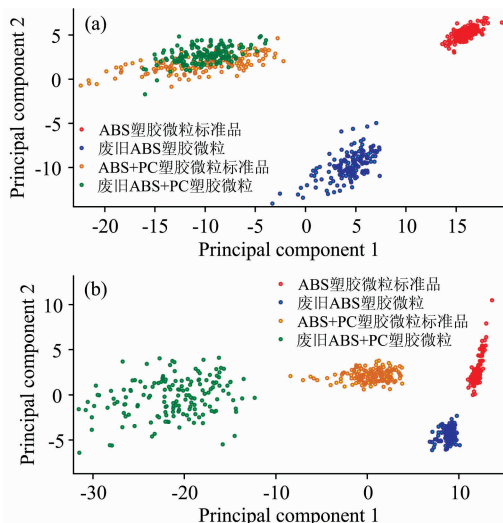 (a)
Principal component 2
5
0
-5
-10
ABS塑胶微粒标准品
废旧ABS塑胶微粒
ABS+PC塑胶微粒标准品
废旧ABS+PC塑胶微粒
-20 -15 -10 -5 0 5 10 15
Principal component 1
(b)
Principal component 2
10
5
0
-5
ABS塑胶微粒标准品
废旧ABS塑胶微粒
ABS+PC塑胶微粒标准品
废旧ABS+PC塑胶微粒
-30 -20 -10 0 10
Principal component 1